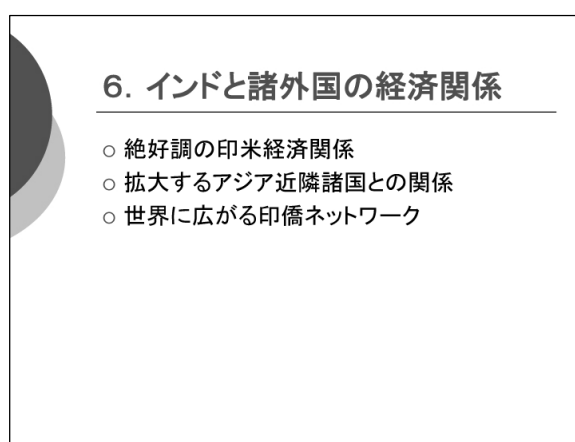 ６．インドと諸外国の経済関係
○ 絶好調の印米経済関係
○ 拡大するアジア近隣諸国との関係
○ 世界に広がる印僑ネットワーク